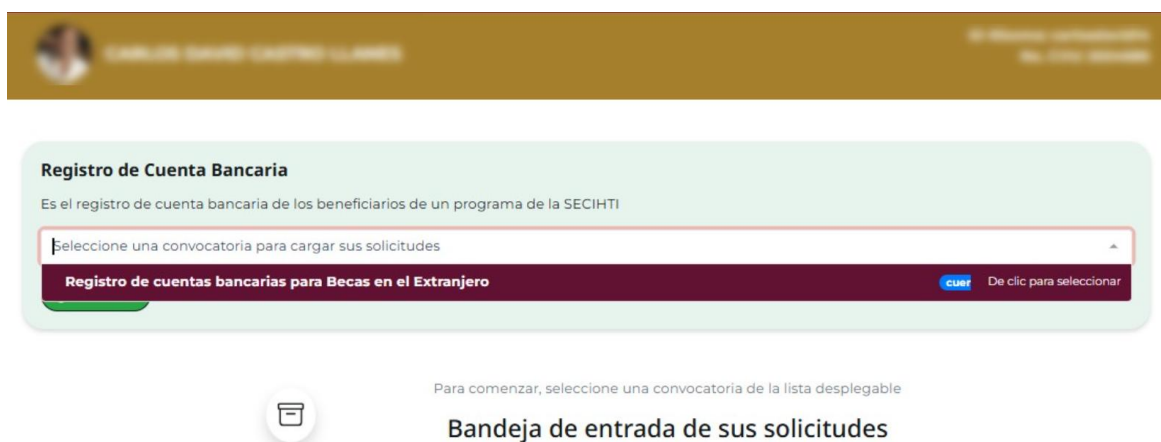 Registro de Cuenta Bancaria
Es el registro de cuenta bancaria de los beneficiarios de un programa de la SECIHTI
Seleccione una convocatoria para cargar sus solicitudes
Registro de cuentas bancarias para Becas en el Extranjero cuer De clic para seleccionar
Para comenzar, seleccione una convocatoria de la lista desplegable
Bandeja de entrada de sus solicitudes